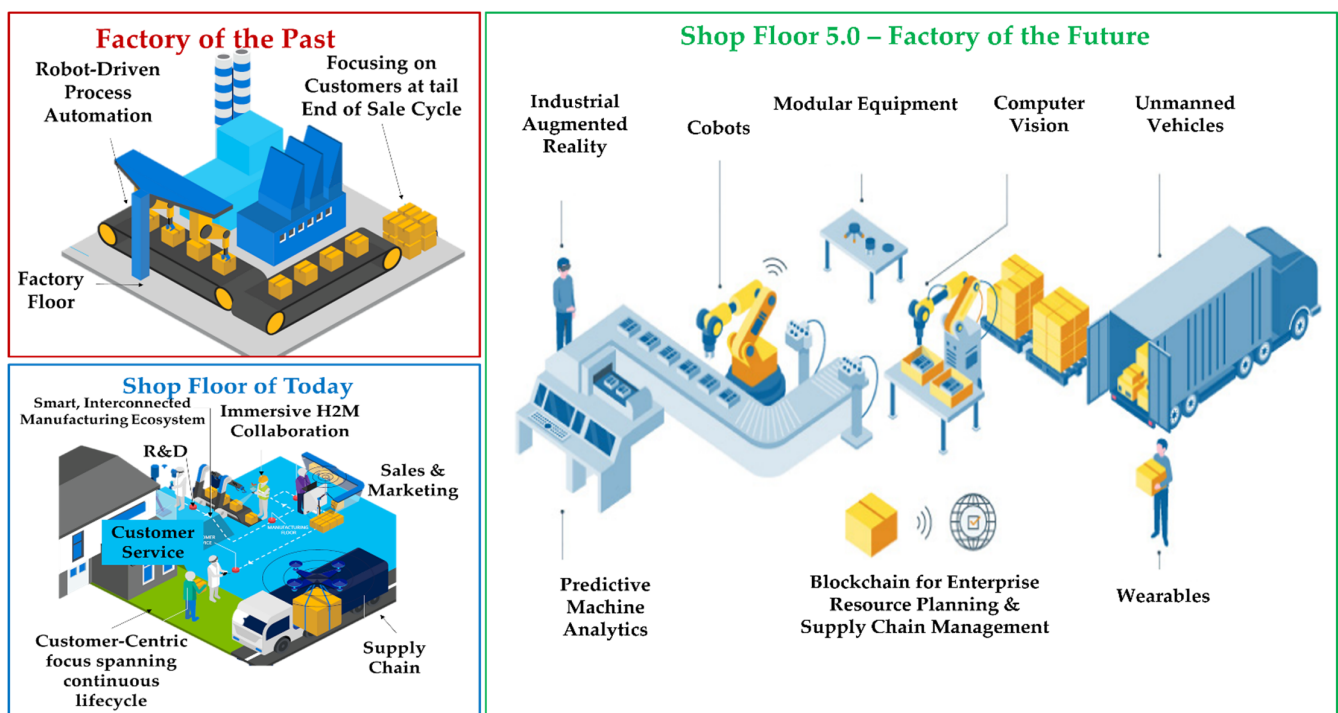 Factory of the Past
Robot-Driven
Process
Automation
Focusing on
Customers at tail
End of Sale Cycle
Factory
Floor
Shop Floor of Today
Smart, Interconnected
Manufacturing Ecosystem
Immersive H2M
Collaboration
R&D
Sales &
Marketing
MANUFACTURING
FLOOR
Customer
Service
Customer-Centric
focus spanning
continuous
lifecycle
Supply
Chain
Shop Floor 5.0 – Factory of the Future
Industrial
Augmented
Reality
Cobots
Modular Equipment
Computer
Vision
Unmanned
Vehicles
Predictive
Machine
Analytics
Blockchain for Enterprise
Resource Planning &
Supply Chain Management
Wearables